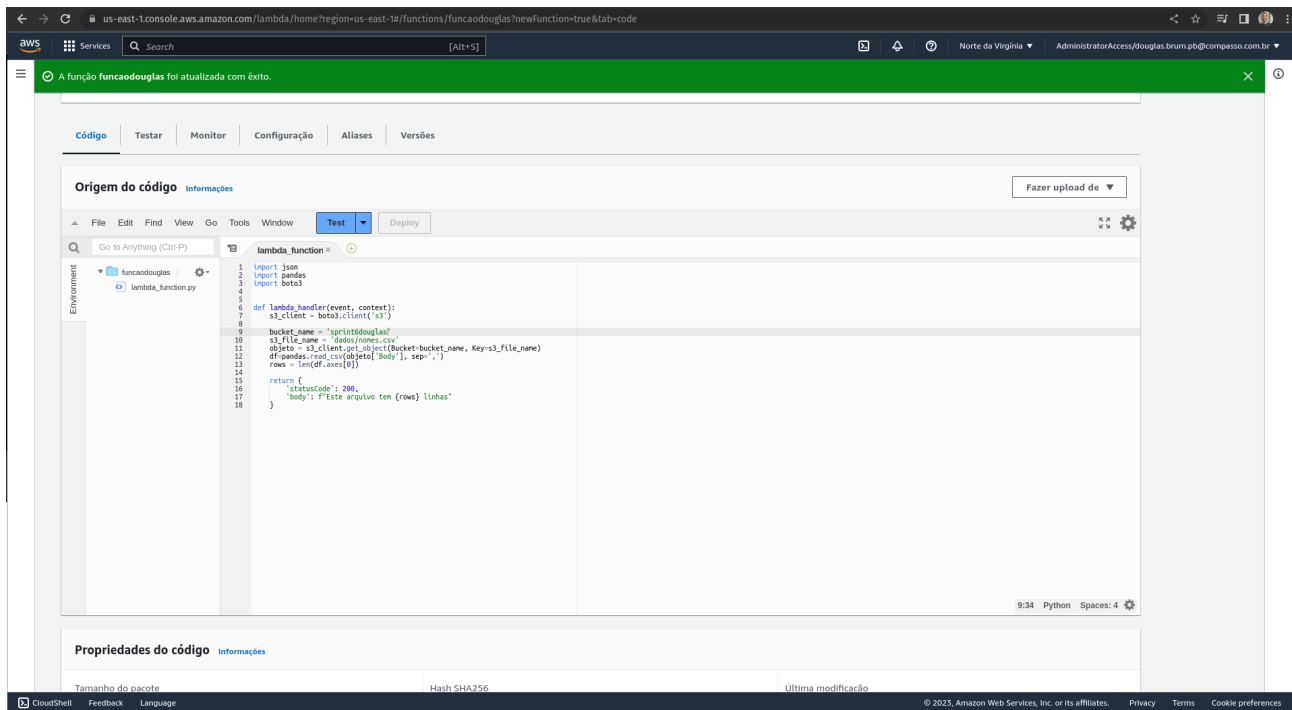 us-east-1.console.aws.amazon.com/lambda/home?region=us-east-1#/functions/funcaodouglas?newFunction=true&tab=code
aws Services Search [Alt+S] Norte da Virgínia ▼ AdministratorAccess/douglas.brum.pb@compasso.com.br ▼
A função funcaodouglas foi atualizada com êxito.
Código Testar Monitor Configuração Aliases Versões
Origem do código Informações Fazer upload de ▼
File Edit Find View Go Tools Window Test Deploy
Go to Anything (Ctrl-P) lambda_function ×
Environment
funcaodouglas - /
lambda_function.py
1 import json
2 import pandas
3 import boto3
4
5
6 def lambda_handler(event, context):
7 s3_client = boto3.client('s3')
8
9 bucket_name = 'sprint6douglas'
10 s3_file_name = 'dados/nomes.csv'
11 objeto = s3_client.get_object(Bucket=bucket_name, Key=s3_file_name)
12 df=pandas.read_csv(objeto['Body'], sep=',')
13 rows = len(df.axes[0])
14
15 return {
16 'statusCode': 200,
17 'body': f"Este arquivo tem {rows} linhas"
18 }
9:34 Python Spaces: 4
Propriedades do código Informações
Tamanho do pacote Hash SHA256 Última modificação
CloudShell Feedback Language © 2023, Amazon Web Services, Inc. or its affiliates. Privacy Terms Cookie preferences